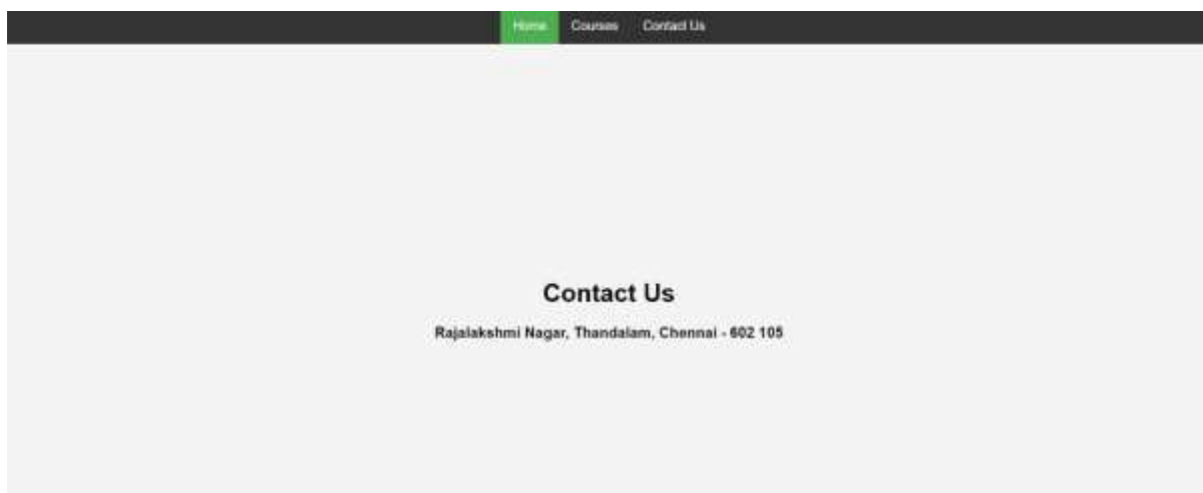 Home Courses Contact Us
Contact Us
Rajalakshmi Nagar, Thandalam, Chennai - 602 105